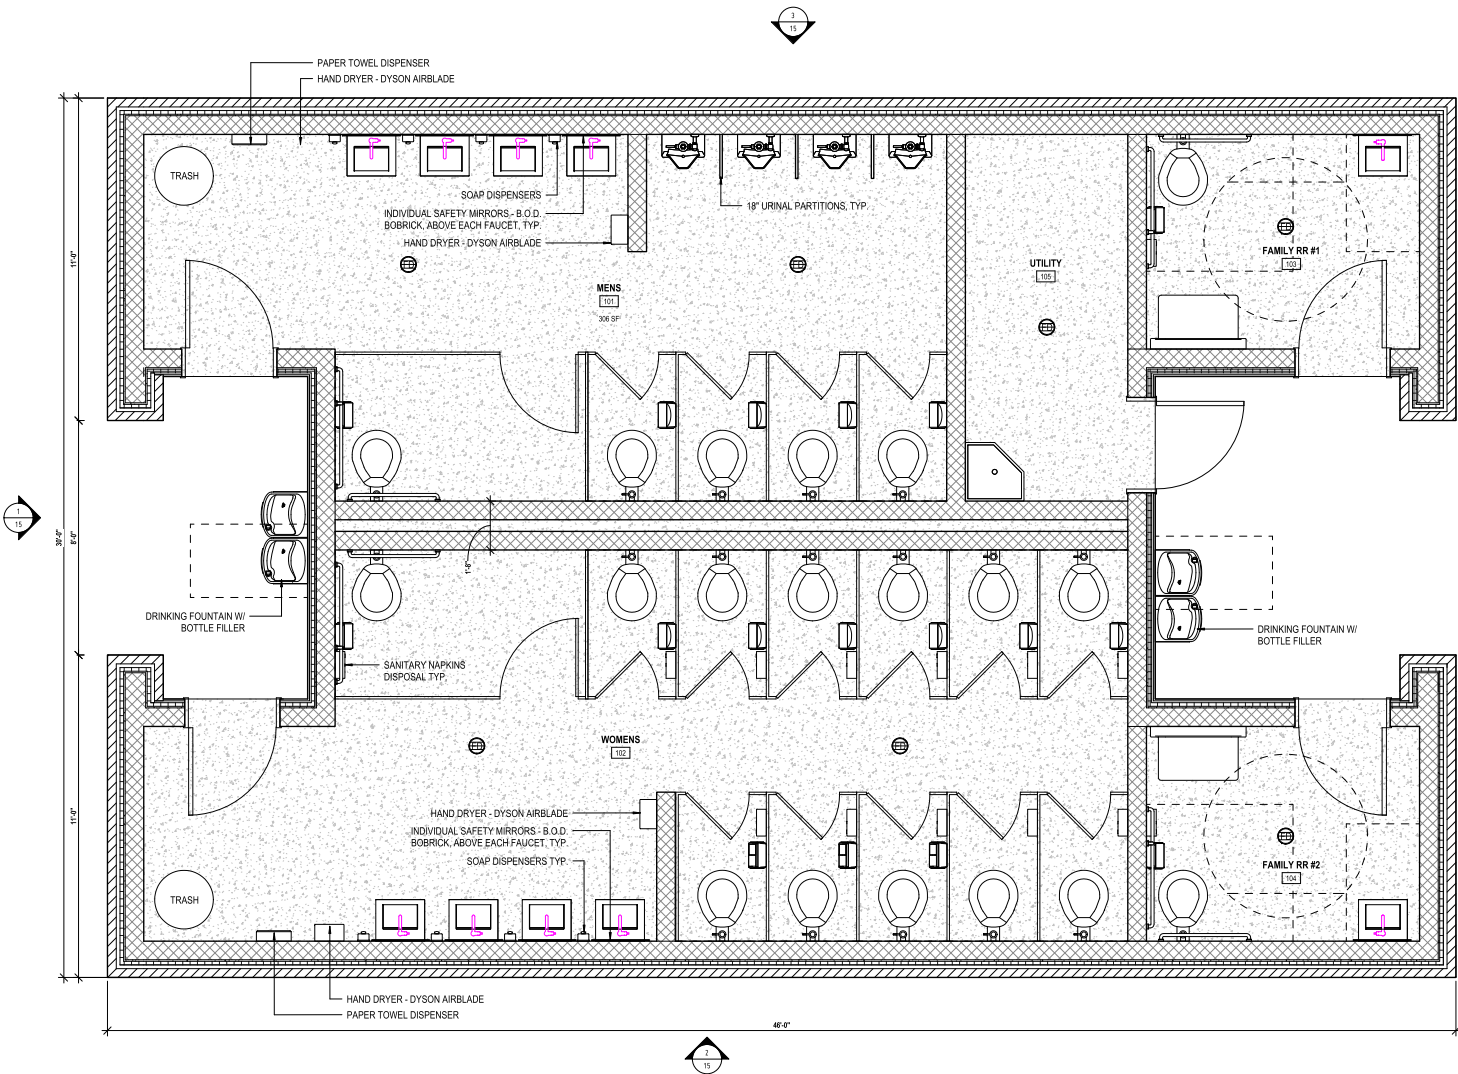 3
15
PAPER TOWEL DISPENSER
HAND DRYER - DYSON AIRBLADE
TRASH
SOAP DISPENSERS
INDIVIDUAL SAFETY MIRRORS - B.O.D.
BOBRICK, ABOVE EACH FAUCET, TYP.
HAND DRYER - DYSON AIRBLADE
18" URINAL PARTITIONS, TYP.
MENS
101
306 SF
UTILITY
105
FAMILY RR #1
103
11'-0"
1
15
30'-0"
8'-0"
1'-8"
DRINKING FOUNTAIN W/
BOTTLE FILLER
DRINKING FOUNTAIN W/
BOTTLE FILLER
SANITARY NAPKINS
DISPOSAL TYP.
WOMENS
102
HAND DRYER - DYSON AIRBLADE
INDIVIDUAL SAFETY MIRRORS - B.O.D.
BOBRICK, ABOVE EACH FAUCET, TYP.
SOAP DISPENSERS TYP.
11'-0"
FAMILY RR #2
104
TRASH
HAND DRYER - DYSON AIRBLADE
PAPER TOWEL DISPENSER
46'-0"
2
15